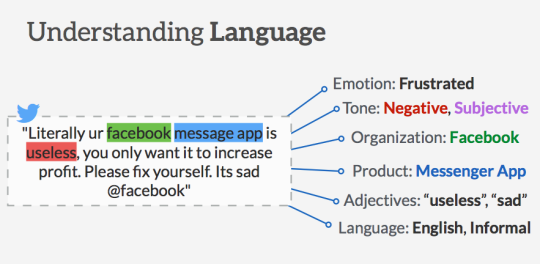 Understanding Language
"Literally ur facebook message app is
useless, you only want it to increase
profit. Please fix yourself. Its sad
@facebook"
Emotion: Frustrated
Tone: Negative, Subjective
Organization: Facebook
Product: Messenger App
Adjectives: “useless”, “sad”
Language: English, Informal